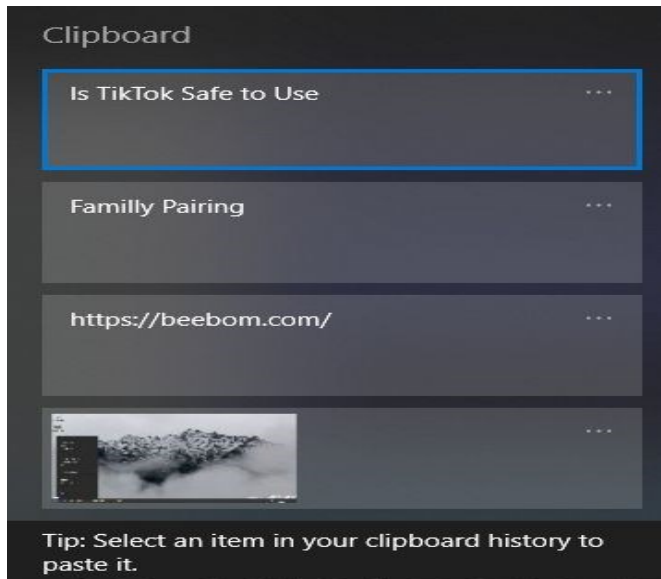 Clipboard
Is TikTok Safe to Use
...
Familly Pairing
...
https://beebom.com/
...
...
Tip: Select an item in your clipboard history to
paste it.